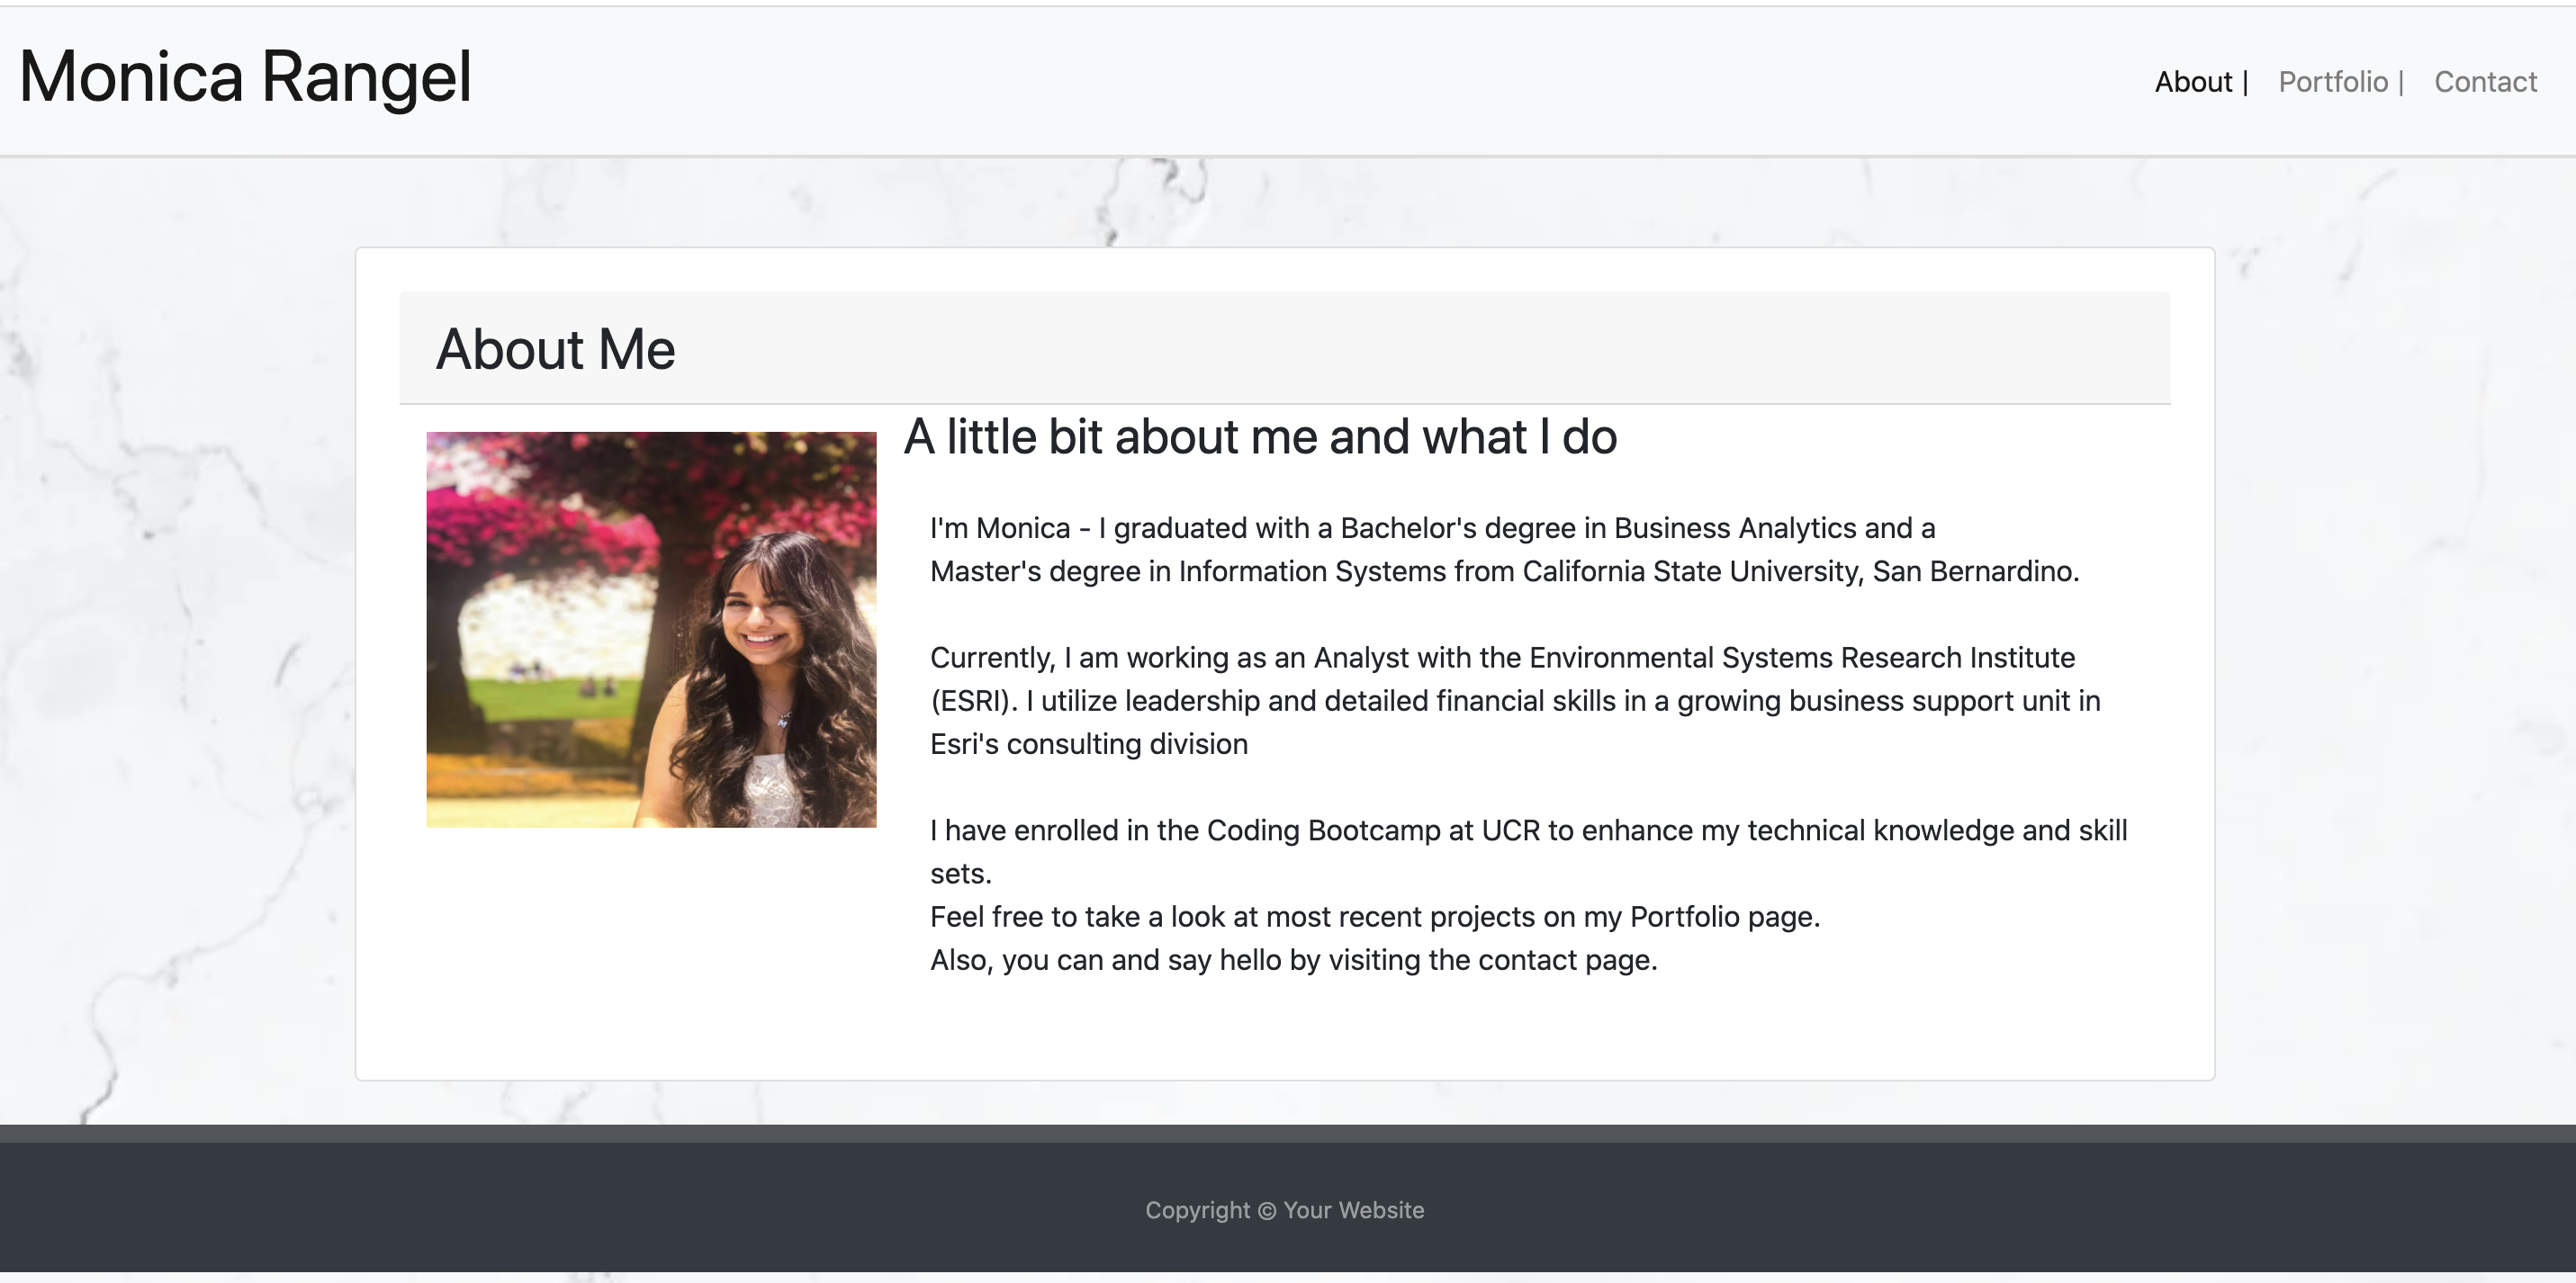 Monica Rangel
About | Portfolio | Contact
About Me
A little bit about me and what I do
I'm Monica - I graduated with a Bachelor's degree in Business Analytics and a
Master's degree in Information Systems from California State University, San Bernardino.
Currently, I am working as an Analyst with the Environmental Systems Research Institute
(ESRI). I utilize leadership and detailed financial skills in a growing business support unit in
Esri's consulting division
I have enrolled in the Coding Bootcamp at UCR to enhance my technical knowledge and skill
sets.
Feel free to take a look at most recent projects on my Portfolio page.
Also, you can and say hello by visiting the contact page.
Copyright © Your Website